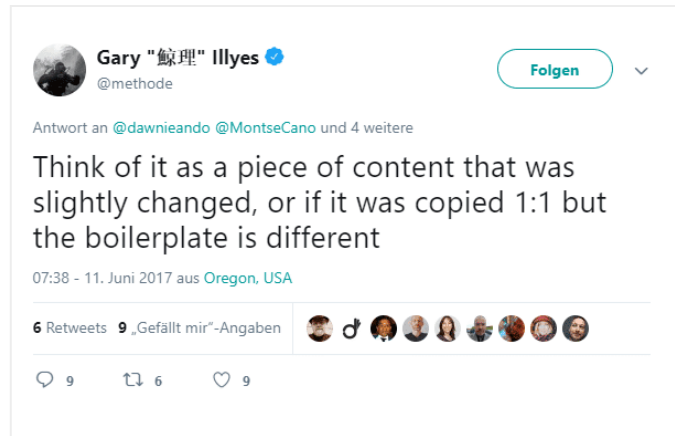 Gary "鯨理" Illyes
@methode
Folgen
Antwort an @dawnieando @MontseCano und 4 weitere
Think of it as a piece of content that was
slightly changed, or if it was copied 1:1 but
the boilerplate is different
07:38 - 11. Juni 2017 aus Oregon, USA
6 Retweets 9 „Gefällt mir“-Angaben
9 6 9